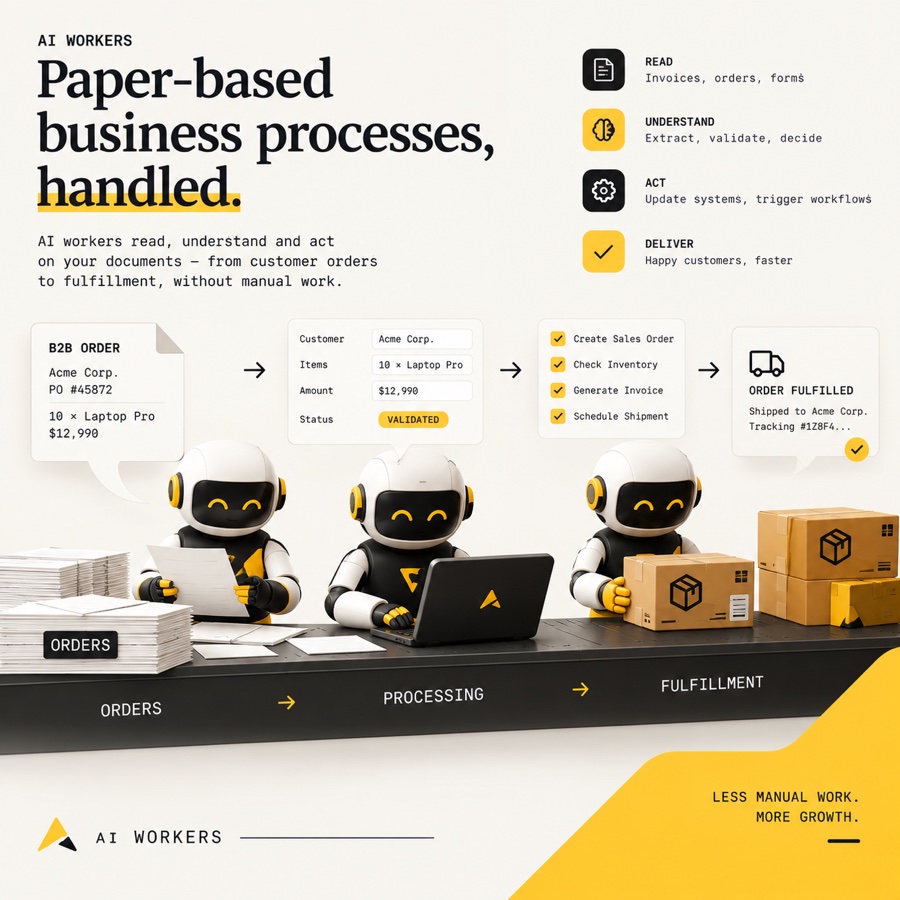 AI WORKERS
Paper-based
business processes,
handled.
AI workers read, understand and act
on your documents – from customer orders
to fulfillment, without manual work.
READ
Invoices, orders, forms
UNDERSTAND
Extract, validate, decide
ACT
Update systems, trigger workflows
DELIVER
Happy customers, faster
B2B ORDER
Acme Corp.
PO #45872
10 × Laptop Pro
$12,990
Customer Acme Corp.
Items 10 × Laptop Pro
Amount $12,990
Status VALIDATED
Create Sales Order
Check Inventory
Generate Invoice
Schedule Shipment
ORDER FULFILLED
Shipped to Acme Corp.
Tracking #1Z8F4...
ORDERS
ORDERS
PROCESSING
FULFILLMENT
LESS MANUAL WORK.
MORE GROWTH.
AI WORKERS